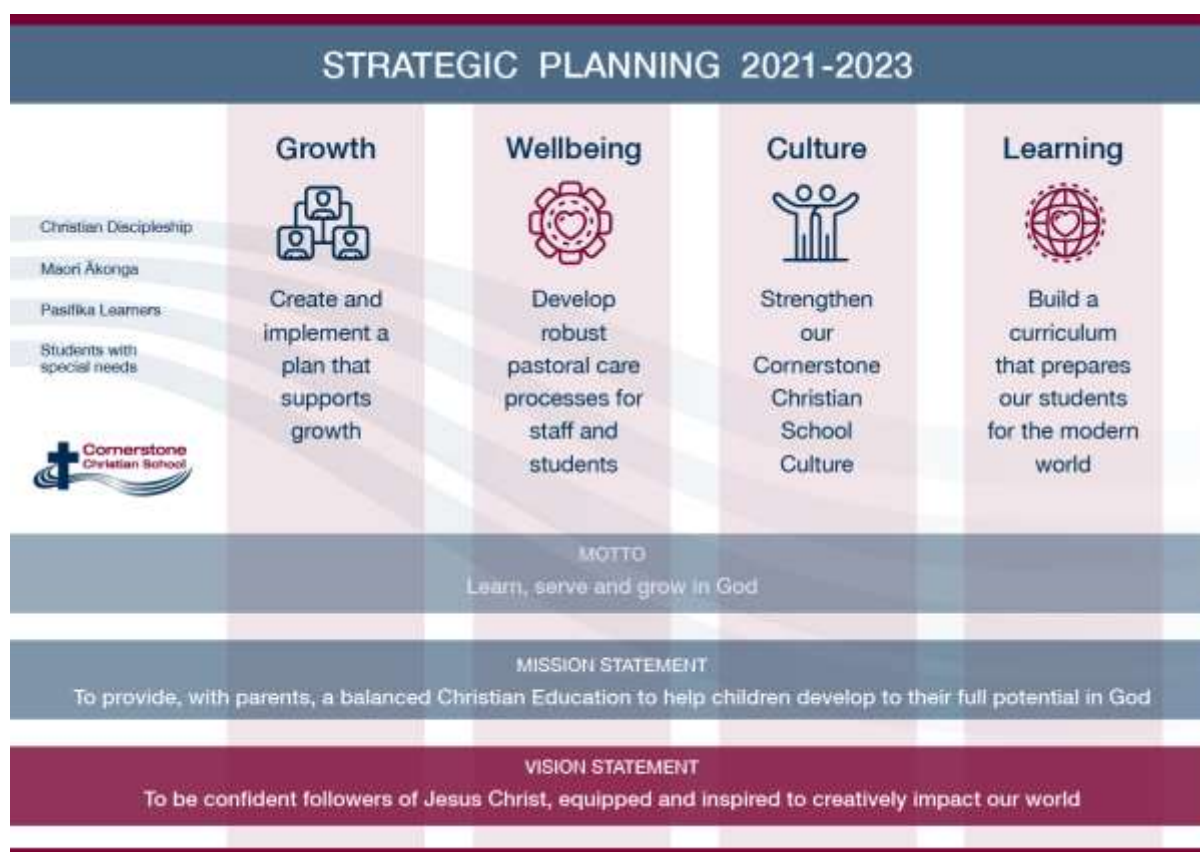 STRATEGIC PLANNING 2021-2023
Christian Discipleship
Maori Ākonga
Pasifika Learners
Students with
special needs
Cornerstone
Christian School
Growth
Create and
implement a
plan that
supports
growth
Wellbeing
Develop
robust
pastoral care
processes for
staff and
students
Culture
Strengthen
our
Cornerstone
Christian
School
Culture
Learning
Build a
curriculum
that prepares
our students
for the modern
world
MOTTO
Learn, serve and grow in God
MISSION STATEMENT
To provide, with parents, a balanced Christian Education to help children develop to their full potential in God
VISION STATEMENT
To be confident followers of Jesus Christ, equipped and inspired to creatively impact our world